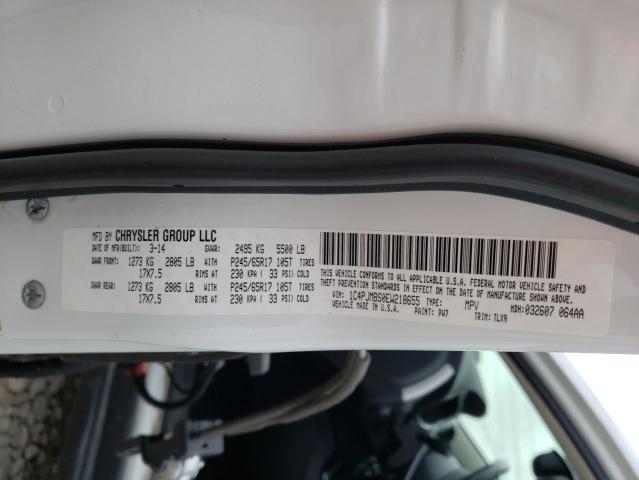 MFD BY CHRYSLER GROUP LLC
DATE OF MFR(BUILT): 3-14 GVWR: 2495 KG 5500 LB
GAWR FRONT: 1273 KG 2805 LB WITH P245/65R17 105T TIRES
17X7.5 RIMS AT 230 KPA ( 33 PSI) COLD
GAWR REAR: 1273 KG 2805 LB WITH P245/65R17 105T TIRES
17X7.5 RIMS AT 230 KPA ( 33 PSI) COLD
THIS VEHICLE CONFORMS TO ALL APPLICABLE U.S.A. FEDERAL MOTOR VEHICLE SAFETY AND
THEFT PREVENTION STANDARDS IN EFFECT ON THE DATE OF MANUFACTURE SHOWN ABOVE.
VIN: 1C4PJMBS0EW218655 TYPE: MPV MDH:032607 064AA
VEHICLE MADE IN U.S.A. PAINT: PW7 TRIM: TLX9